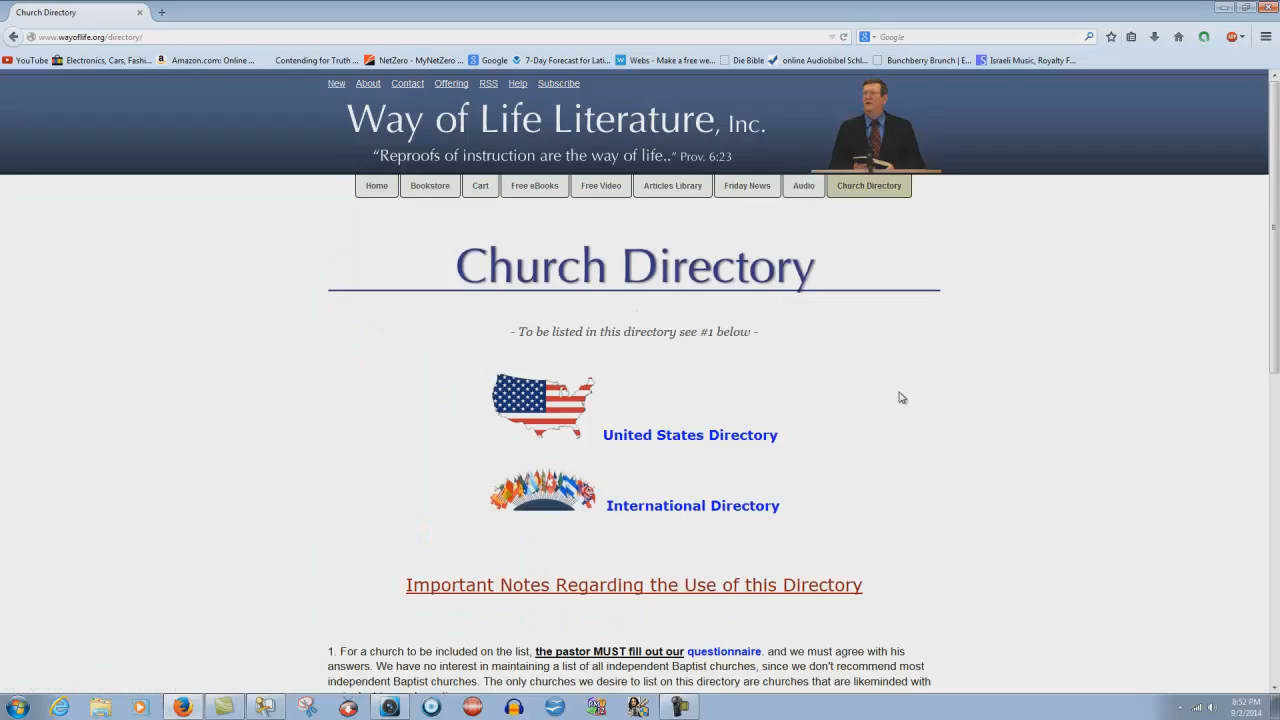 Church Directory
www.wayoflife.org/directory/
Google
YouTube
Electronics, Cars, Fashi...
Amazon.com: Online ...
Contending for Truth ...
NetZero - MyNetZero ...
Google
7-Day Forecast for Lati...
Webs - Make a free we...
Die Bible
online Audiobibel Schl...
Bunchberry Brunch | E...
Israeli Music, Royalty F...
New About Contact Offering RSS Help Subscribe
Way of Life Literature, Inc.
“Reproofs of instruction are the way of life..” Prov. 6:23
Home Bookstore Cart Free eBooks Free Video Articles Library Friday News Audio Church Directory
Church Directory
- To be listed in this directory see #1 below -
United States Directory
International Directory
Important Notes Regarding the Use of this Directory
1. For a church to be included on the list, the pastor MUST fill out our questionnaire. and we must agree with his
answers. We have no interest in maintaining a list of all independent Baptist churches, since we don't recommend most
independent Baptist churches. The only churches we desire to list on this directory are churches that are likeminded with
8:52 PM
9/2/2014